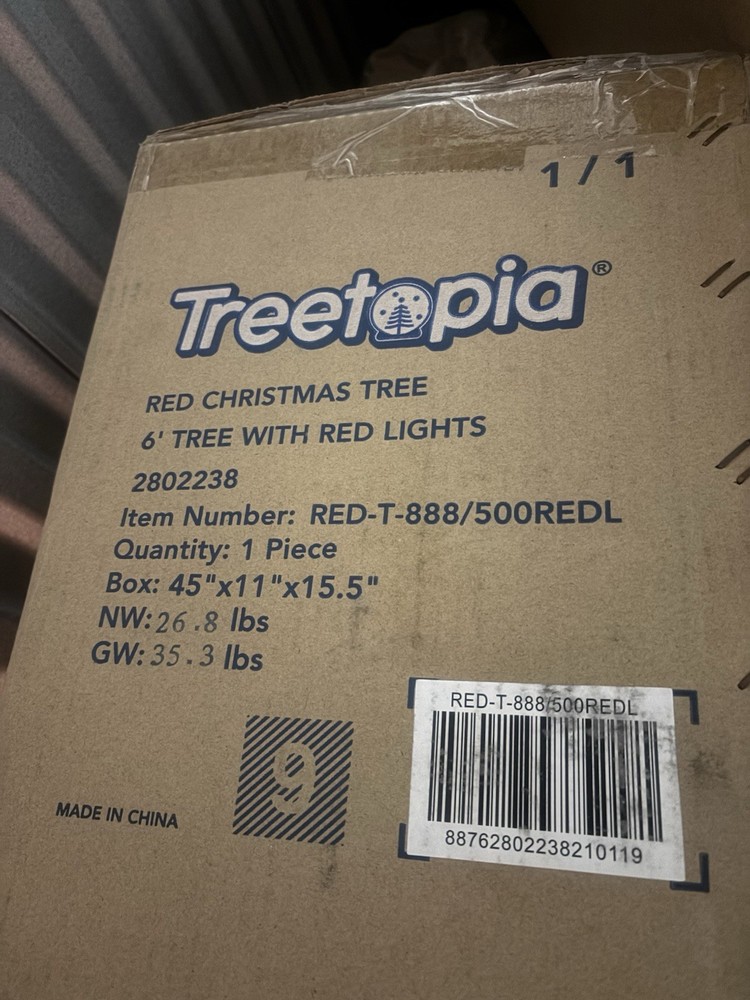 1 / 1
Treetopia®
RED CHRISTMAS TREE
6' TREE WITH RED LIGHTS
2802238
Item Number: RED-T-888/500REDL
Quantity: 1 Piece
Box: 45"x11"x15.5"
NW: 26.8 lbs
GW: 35.3 lbs
RED-T-888/500REDL
9
MADE IN CHINA
88762802238210119